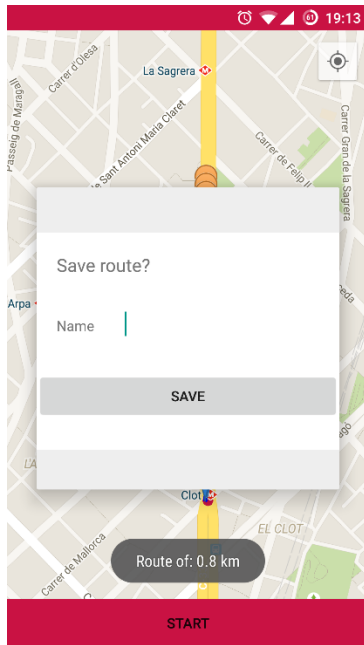 61 19:13
Carrer d'Olesa
La Sagrera
Passeig de Maragall
de Sant Antoni Maria Claret
Carrer de Felip II
Carrer Gran de la Sagrera
Save route?
Arpa
Name
SAVE
Clot
EL CLOT
Carrer de Mallorca
Route of: 0.8 km
START